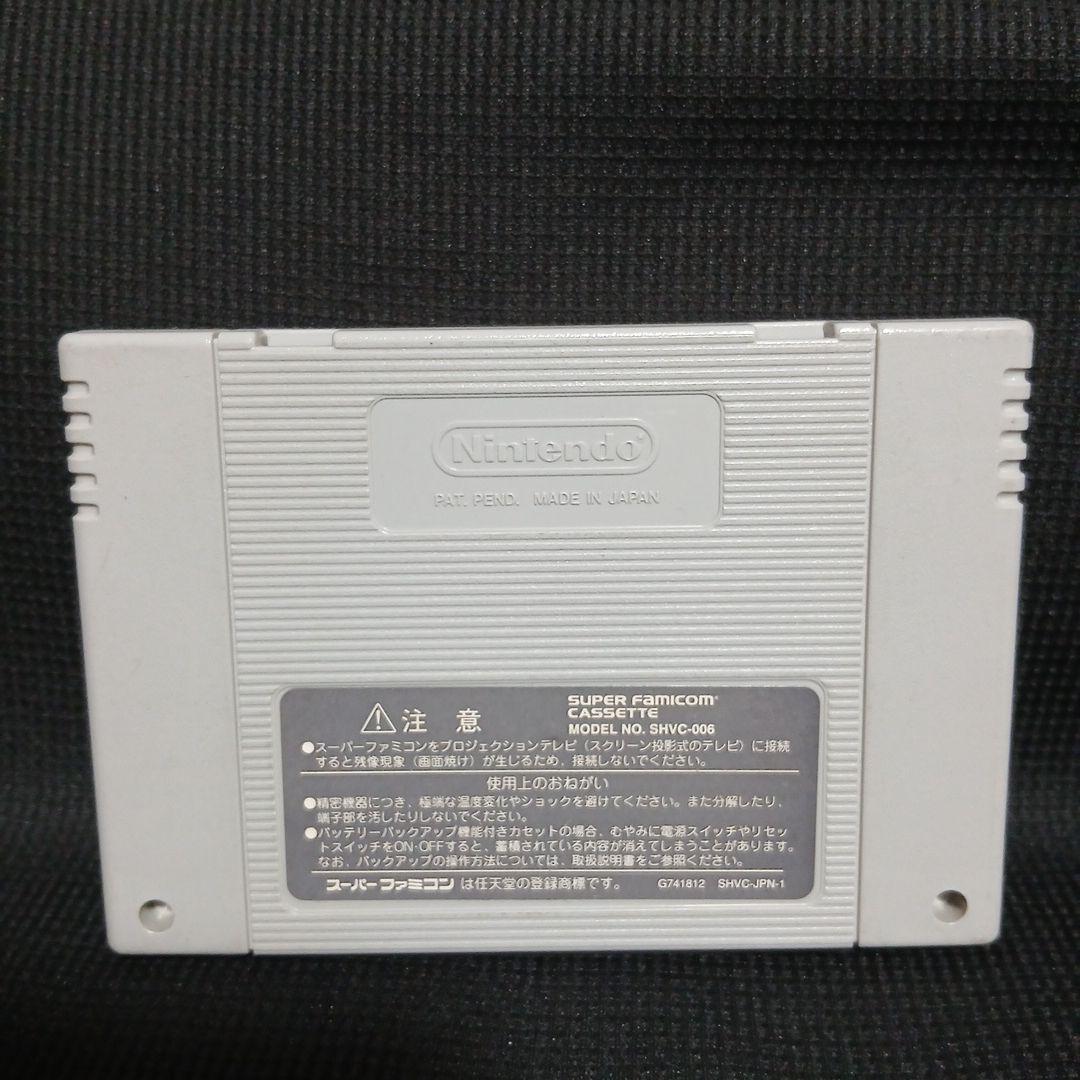 Nintendo®
PAT. PEND. MADE IN JAPAN
⚠注意
SUPER FAMICOM®
CASSETTE
MODEL NO. SHVC-006
●スーパーファミコンをプロジェクションテレビ(スクリーン投影式のテレビ)に接続
すると残像現象(画面焼け)が生じるため、接続しないでください。
使用上のおねがい
●精密機器につき、極端な温度変化やショックを避けてください。また分解したり、
端子部を汚したりしないでください。
●バッテリーバックアップ機能付きカセットの場合、むやみに電源スイッチやリセッ
トスイッチをON・OFFすると、蓄積されている内容が消えてしまうことがあります。
なお、バックアップの操作方法については、取扱説明書をご参照ください。
スーパーファミコンは任天堂の登録商標です。 G741812 SHVC-JPN-1